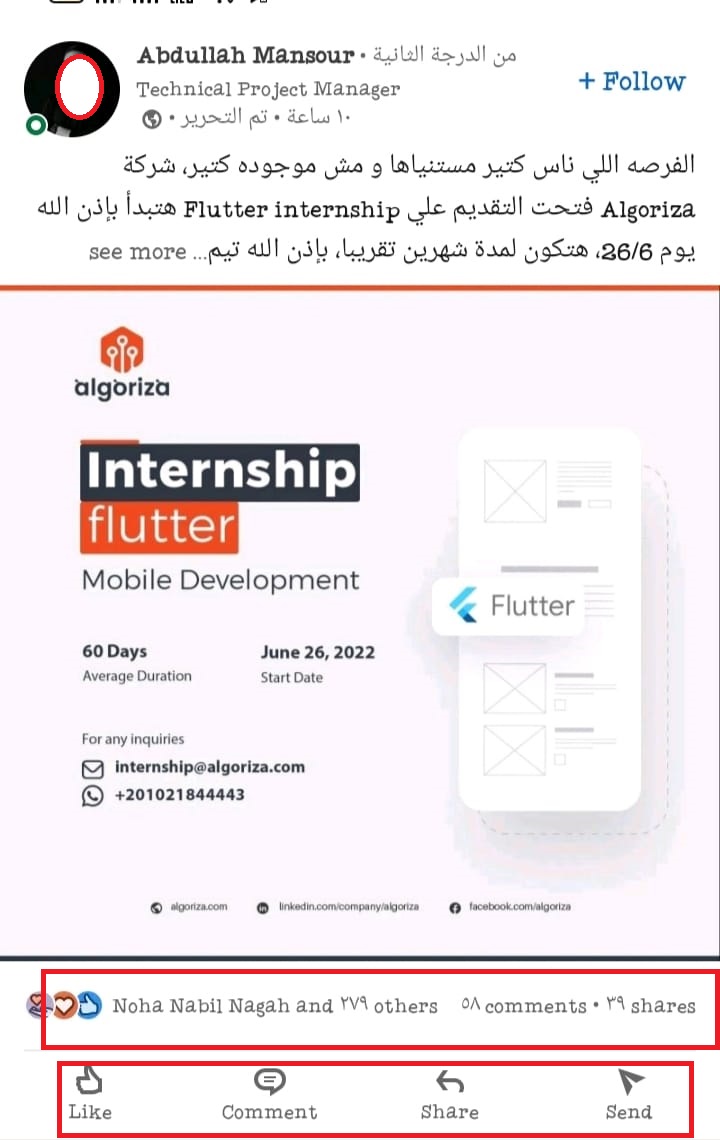 Abdullah Mansour • من الدرجة الثانية
+ Follow
Technical Project Manager
١٠ ساعة • تم التحرير •
الفرصه اللي ناس كتير مستنياها و مش موجوده كتير، شركة
Algoriza فتحت التقديم علي Flutter internship هتبدأ بإذن الله
يوم 26/6، هتكون لمدة شهرين تقريبا، بإذن الله تيم... see more
algoriza
Internship
flutter
Mobile Development
Flutter
60 Days
Average Duration
June 26, 2022
Start Date
For any inquiries
internship@algoriza.com
+201021844443
algoriza.com
linkedin.com/company/algoriza
facebook.com/algoriza
Noha Nabil Nagah and ٢٧٩ others
٥٨ comments • ٣٩ shares
Like
Comment
Share
Send